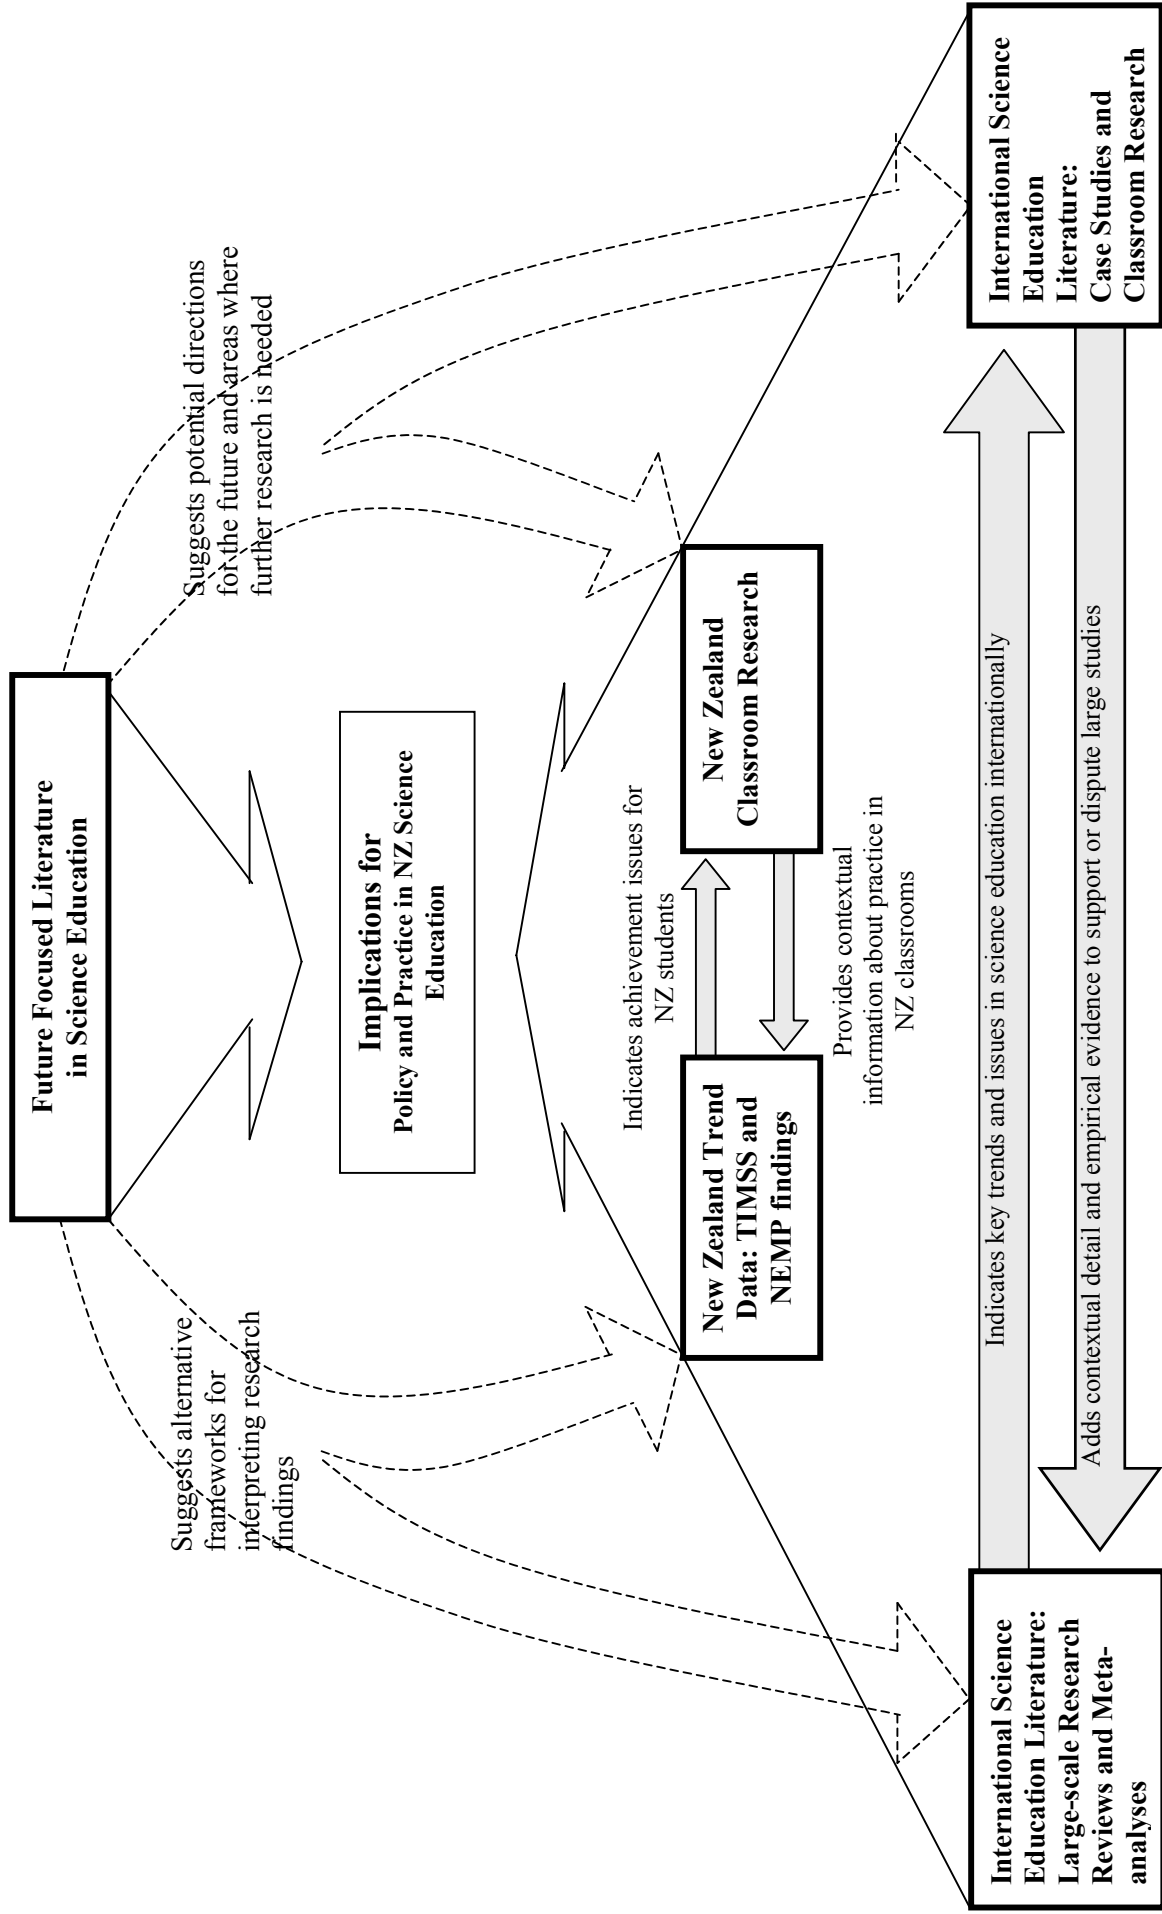 Future Focused Literature
in Science Education
Suggests alternative
frameworks for
interpreting research
findings
Suggests potential directions
for the future and areas where
further research is needed
Implications for
Policy and Practice in NZ Science
Education
Indicates achievement issues for
NZ students
New Zealand Trend
Data: TIMSS and
NEMP findings
New Zealand
Classroom Research
Provides contextual
information about practice in
NZ classrooms
International Science
Education Literature:
Large-scale Research
Reviews and Meta-
analyses
Indicates key trends and issues in science education internationally
Adds contextual detail and empirical evidence to support or dispute large studies
International Science
Education
Literature:
Case Studies and
Classroom Research